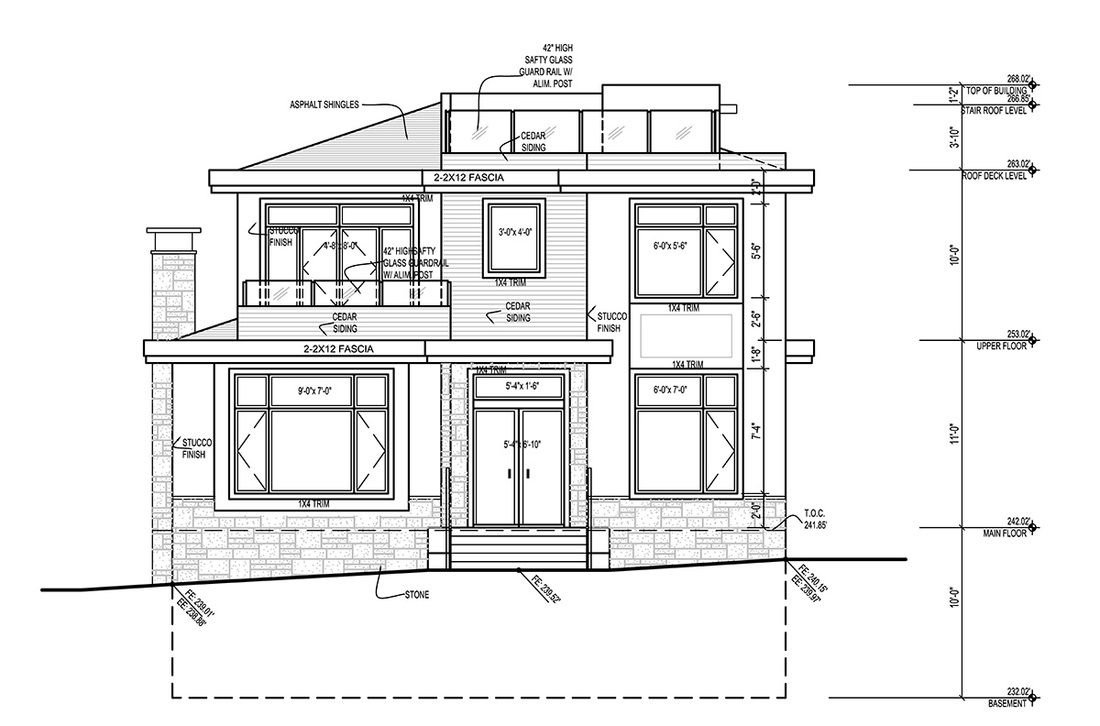 42" HIGH
SAFTY GLASS
GUARD RAIL W/
ALIM. POST
ASPHALT SHINGLES
CEDAR
SIDING
268.02'
TOP OF BUILDING
1'-2"
266.85'
STAIR ROOF LEVEL
3'-10"
263.02'
ROOF DECK LEVEL
2-2X12 FASCIA
1X4 TRIM
2'-0"
STUCCO
FINISH
4'-8"x8'-0"
42" HIGHSAFTY
GLASS GUARDRAIL
W/ ALIM. POST
3'-0"x 4'-0"
1X4 TRIM
6'-0"x 5'-6"
5'-6"
10'-0"
1X4 TRIM
CEDAR
SIDING
CEDAR
SIDING
STUCCO
FINISH
2'-6"
253.02'
UPPER FLOOR
2-2X12 FASCIA
1'-8"
1X4 TRIM
1X4 TRIM
9'-0"x 7'-0"
5'-4"x 1'-6"
6'-0"x 7'-0"
STUCCO
FINISH
5'-4"x 6'-10"
7'-4"
11'-0"
1X4 TRIM
2'-0"
T.O.C.
241.85'
242.02'
MAIN FLOOR
FE: 239.01'
EE: 238.88'
STONE
FE: 239.52'
FE: 240.15'
EE: 239.97'
10'-0"
232.02'
BASEMENT